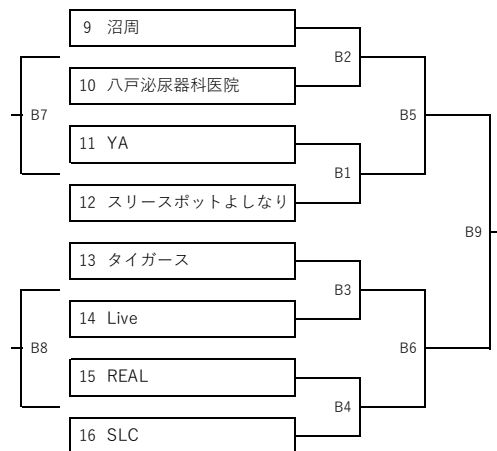 9 沼周
B2
10 八戸泌尿器科医院
B7
B5
11 YA
B1
12 スリースポットよしなり
B9
13 タイガース
B3
14 Live
B8
B6
15 REAL
B4
16 SLC